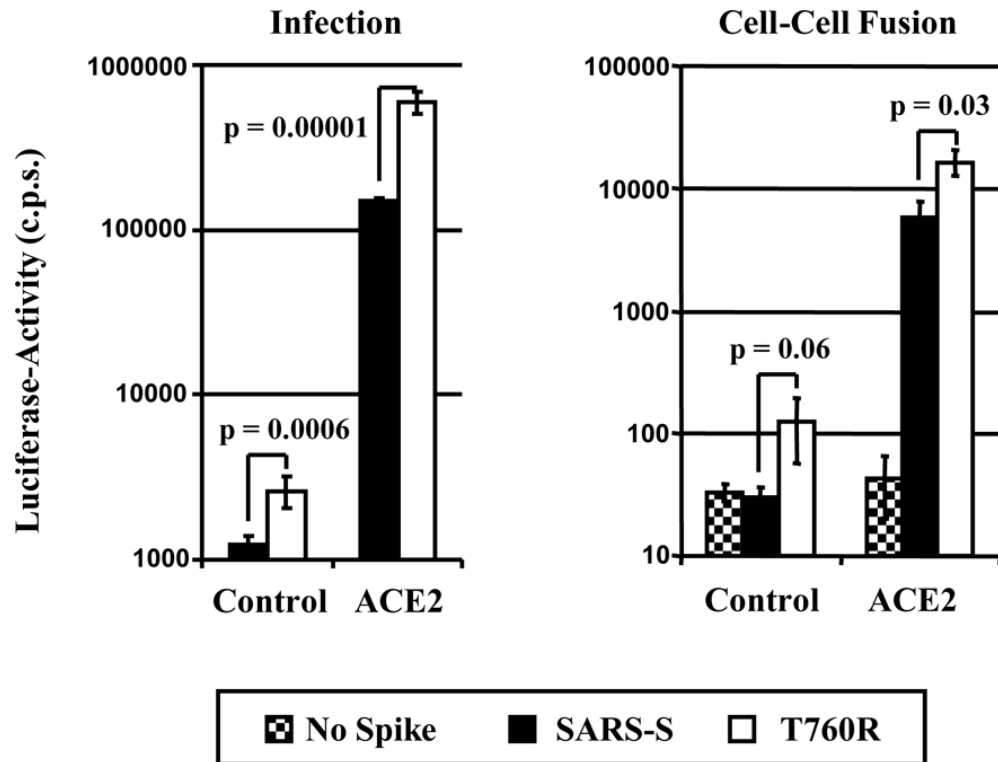 Infection
Luciferase-Activity (c.p.s.)
1000000
100000
10000
1000
p = 0.00001
p = 0.0006
Control ACE2
Cell-Cell Fusion
100000
10000
1000
100
10
p = 0.03
p = 0.06
Control ACE2
No Spike SARS-S T760R